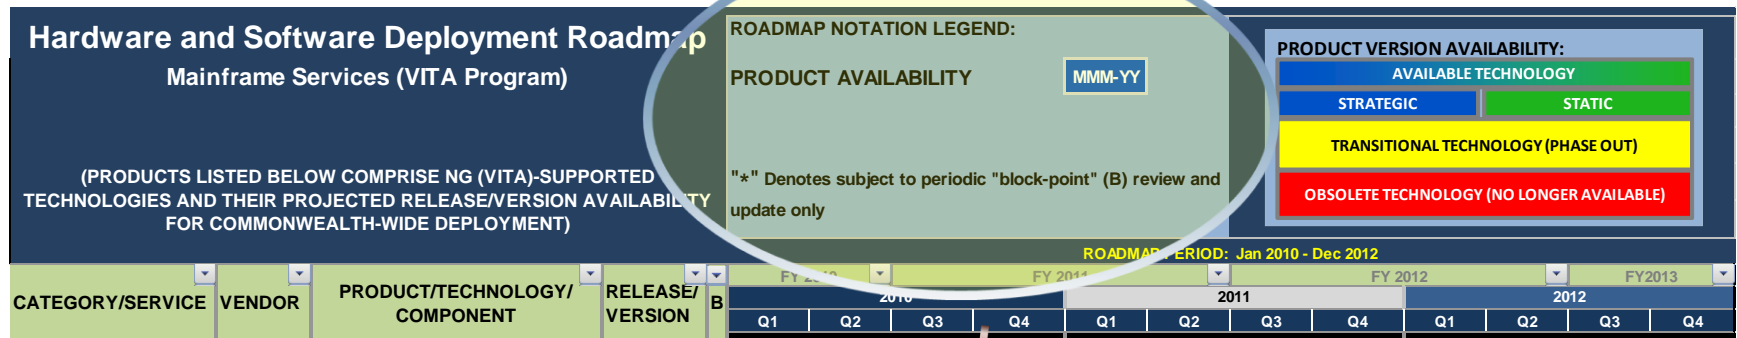 Hardware and Software Deployment Roadmap
Mainframe Services (VITA Program)
(PRODUCTS LISTED BELOW COMPRISE NG (VITA)-SUPPORTED
TECHNOLOGIES AND THEIR PROJECTED RELEASE/VERSION AVAILABILITY
FOR COMMONWEALTH-WIDE DEPLOYMENT)
ROADMAP NOTATION LEGEND:
PRODUCT AVAILABILITY MMM-YY
"*" Denotes subject to periodic "block-point" (B) review and
update only
PRODUCT VERSION AVAILABILITY:
AVAILABLE TECHNOLOGY
STRATEGIC STATIC
TRANSITIONAL TECHNOLOGY (PHASE OUT)
OBSOLETE TECHNOLOGY (NO LONGER AVAILABLE)
ROADMAP PERIOD: Jan 2010 - Dec 2012
FY 2010 FY 2011 FY 2012 FY2013
CATEGORY/SERVICE VENDOR PRODUCT/TECHNOLOGY/
COMPONENT RELEASE/
VERSION B
2010 2011 2012
Q1 Q2 Q3 Q4 Q1 Q2 Q3 Q4 Q1 Q2 Q3 Q4